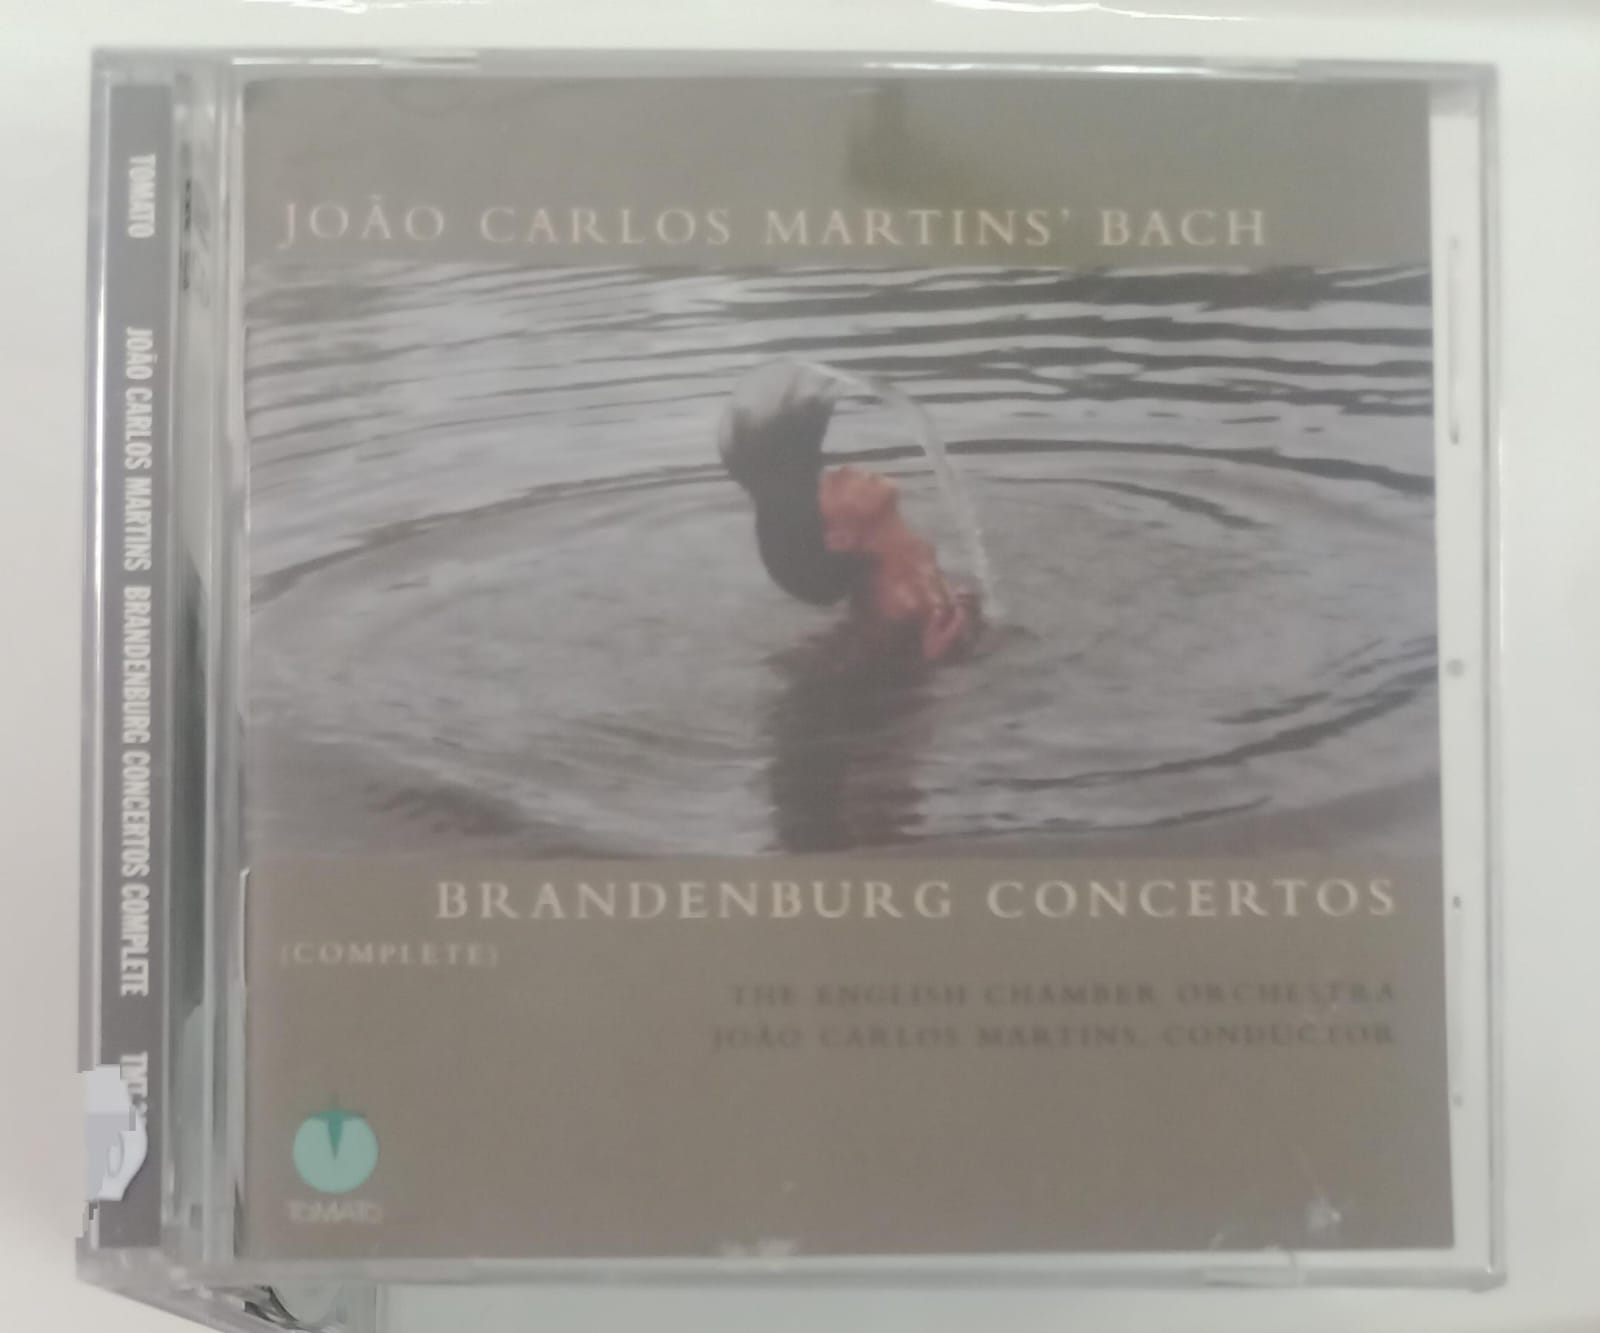 JOÃO CARLOS MARTINS' BACH
BRANDENBURG CONCERTOS
(COMPLETE)
THE ENGLISH CHAMBER ORCHESTRA
JOÃO CARLOS MARTINS, CONDUCTOR
TOMATO
TOMATO JOÃO CARLOS MARTINS BRANDENBURG CONCERTOS COMPLETE